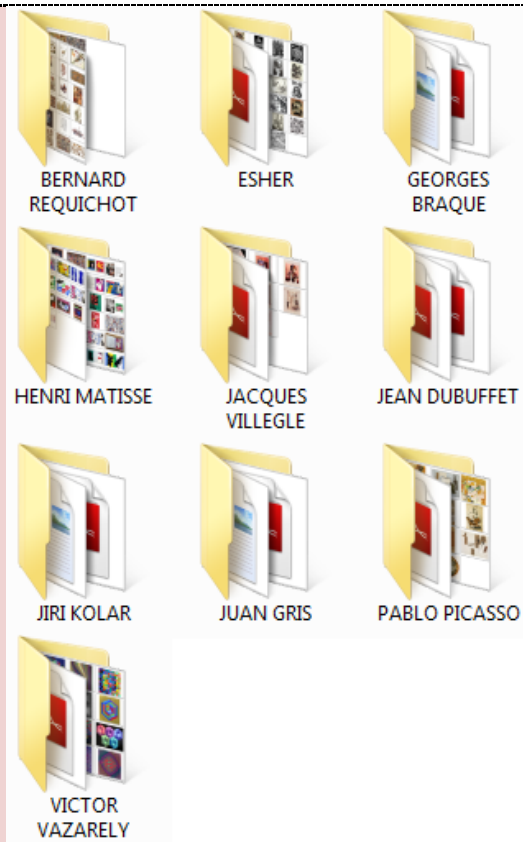 BERNARD
REQUICHOT
ESHER
GEORGES
BRAQUE
HENRI MATISSE
JACQUES
VILLEGLE
JEAN DUBUFFET
JIRI KOLAR
JUAN GRIS
PABLO PICASSO
VICTOR
VAZARELY